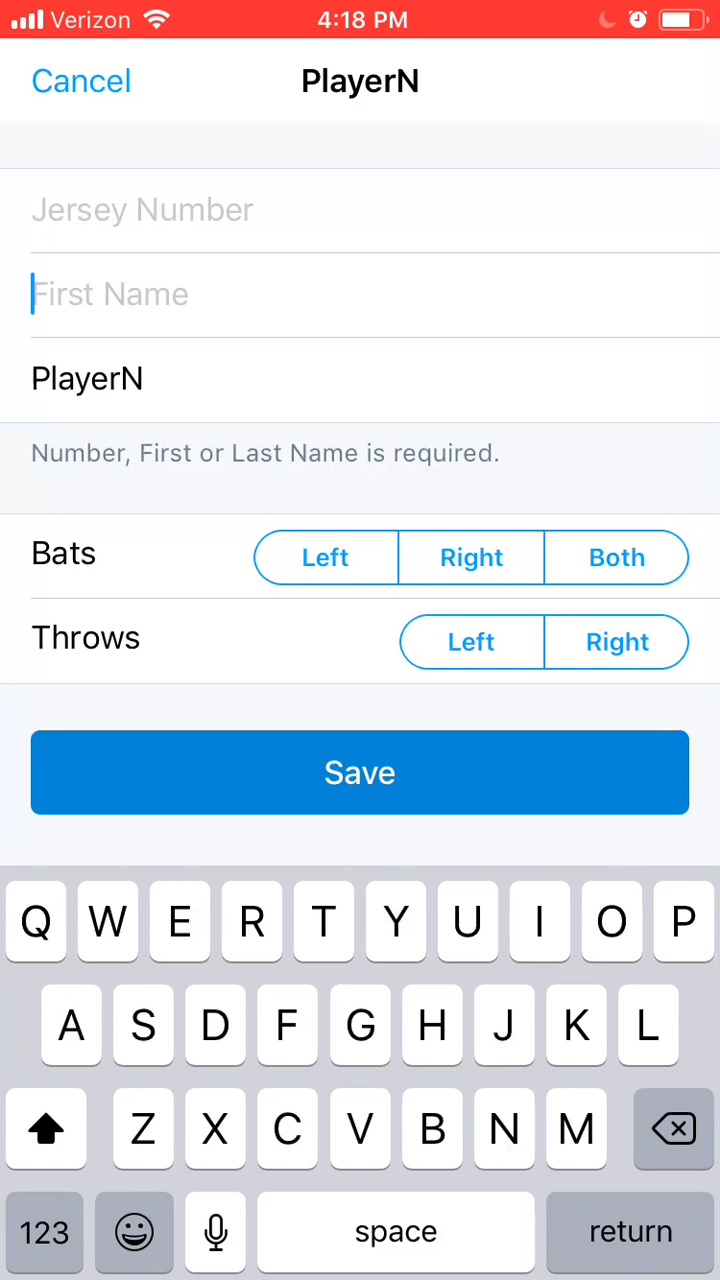 Verizon 4:18 PM
Cancel PlayerN
Jersey Number
First Name
PlayerN
Number, First or Last Name is required.
Bats Left Right Both
Throws Left Right
Save
Q W E R T Y U I O P
A S D F G H J K L
Z X C V B N M
123 space return